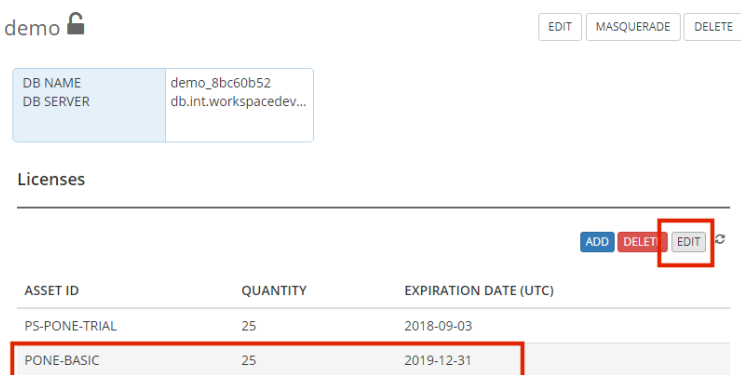 demo
EDIT MASQUERADE DELETE
DB NAME demo_8bc60b52
DB SERVER db.int.workspacedev...
Licenses
ADD DELETE EDIT
ASSET ID QUANTITY EXPIRATION DATE (UTC)
PS-PONE-TRIAL 25 2018-09-03
PONE-BASIC 25 2019-12-31